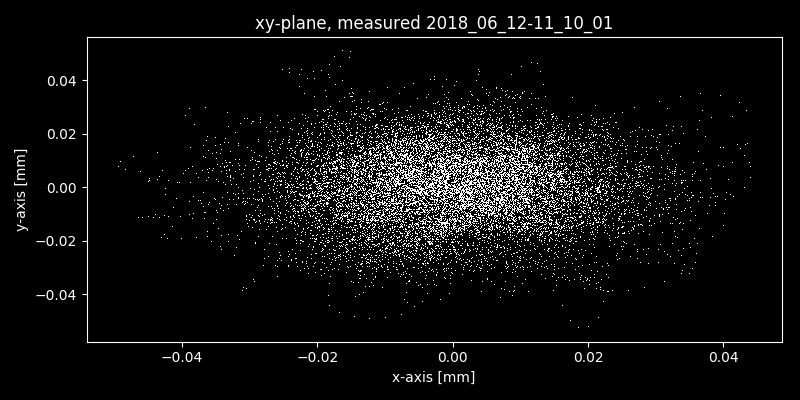 xy-plane, measured 2018_06_12-11_10_01
0.04
0.02
0.00
−0.02
−0.04
y-axis [mm]
−0.04 −0.02 0.00 0.02 0.04
x-axis [mm]